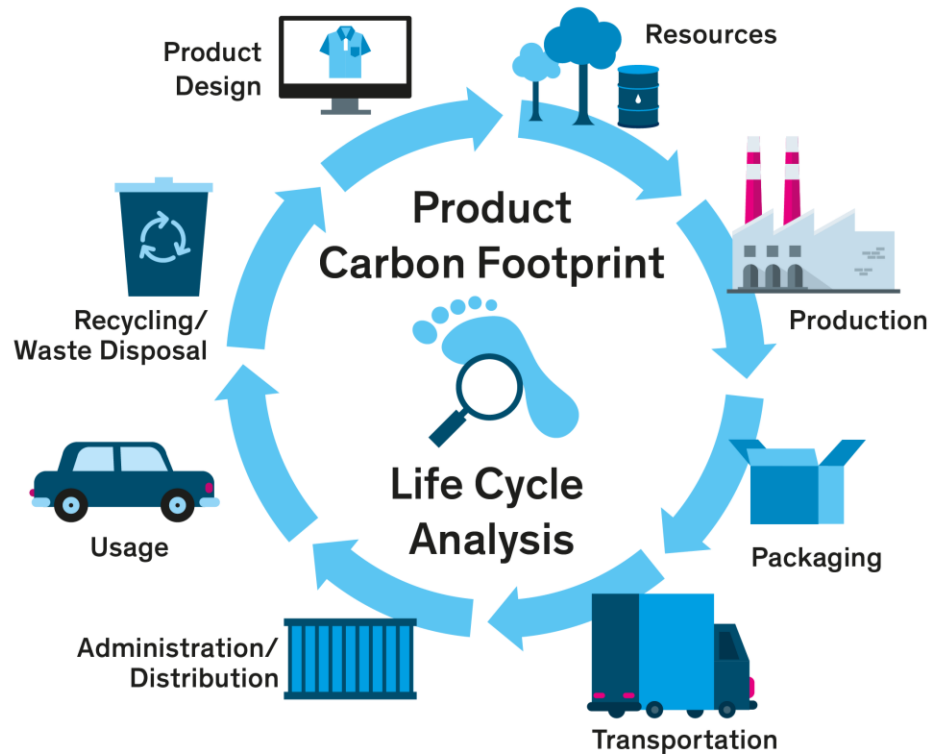 Product
Design
Resources
Product
Carbon Footprint
Production
Recycling/
Waste Disposal
Life Cycle
Analysis
Usage
Packaging
Administration/
Distribution
Transportation